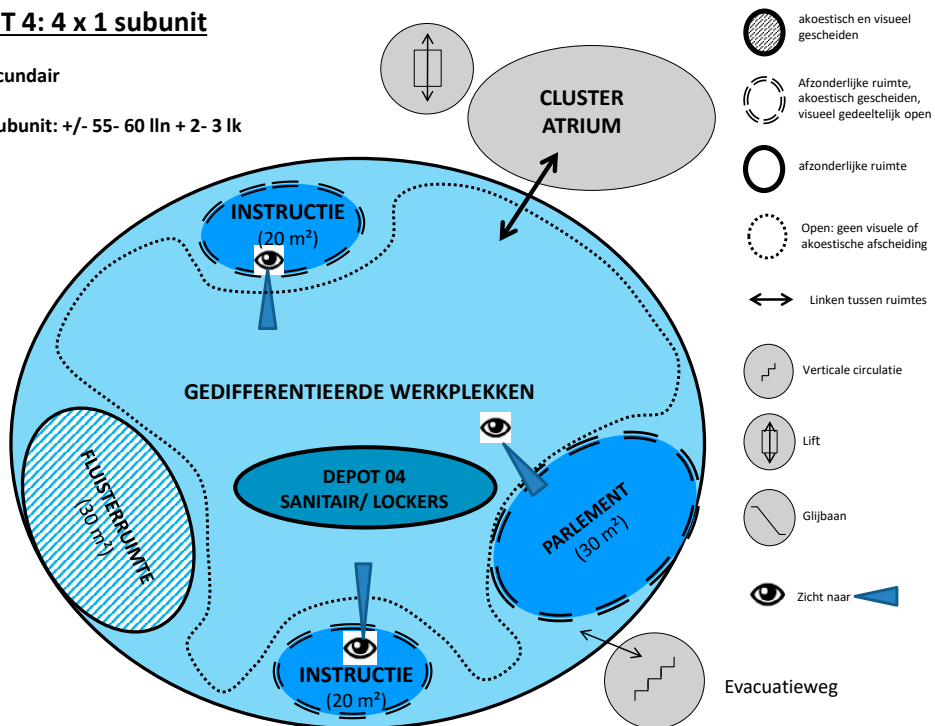 T 4: 4 x 1 subunit
cundair
ubunit: +/- 55- 60 lln + 2- 3 lk
CLUSTER
ATRIUM
INSTRUCTIE
(20 m²)
GEDIFFERENTIEERDE WERKPLEKKEN
FLUISTERRUIMTE
(30 m²)
DEPOT 04
SANITAIR/ LOCKERS
PARLEMENT
(30 m²)
INSTRUCTIE
(20 m²)
Evacuatieweg
akoestisch en visueel
gescheiden
Afzonderlijke ruimte,
akoestisch gescheiden,
visueel gedeeltelijk open
afzonderlijke ruimte
Open: geen visuele of
akoestische afscheiding
Linken tussen ruimtes
Verticale circulatie
Lift
Glijbaan
Zicht naar